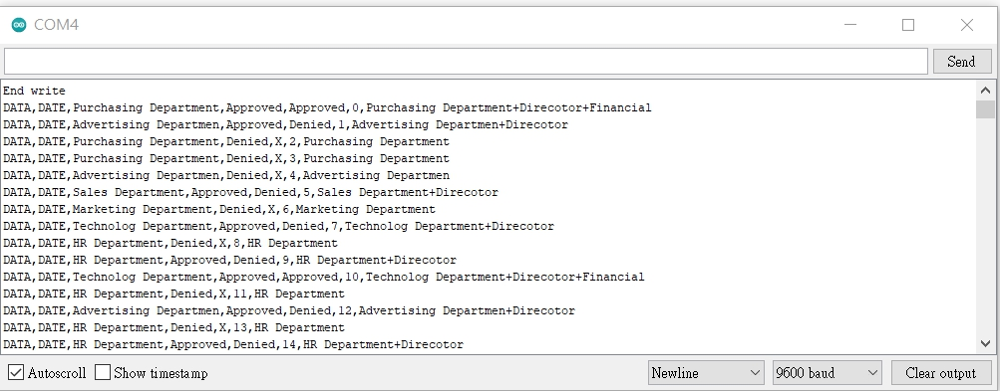 COM4
Send
End write
DATA,DATE,Purchasing Department,Approved,Approved,0,Purchasing Department+Direcotor+Financial
DATA,DATE,Advertising Departmen,Approved,Denied,1,Advertising Departmen+Direcotor
DATA,DATE,Purchasing Department,Denied,X,2,Purchasing Department
DATA,DATE,Purchasing Department,Denied,X,3,Purchasing Department
DATA,DATE,Advertising Departmen,Denied,X,4,Advertising Departmen
DATA,DATE,Sales Department,Approved,Denied,5,Sales Department+Direcotor
DATA,DATE,Marketing Department,Denied,X,6,Marketing Department
DATA,DATE,Technolog Department,Approved,Denied,7,Technolog Department+Direcotor
DATA,DATE,HR Department,Denied,X,8,HR Department
DATA,DATE,HR Department,Approved,Denied,9,HR Department+Direcotor
DATA,DATE,Technolog Department,Approved,Approved,10,Technolog Department+Direcotor+Financial
DATA,DATE,HR Department,Denied,X,11,HR Department
DATA,DATE,Advertising Departmen,Approved,Denied,12,Advertising Departmen+Direcotor
DATA,DATE,HR Department,Denied,X,13,HR Department
DATA,DATE,HR Department,Approved,Denied,14,HR Department+Direcotor
Autoscroll Show timestamp Newline 9600 baud Clear output